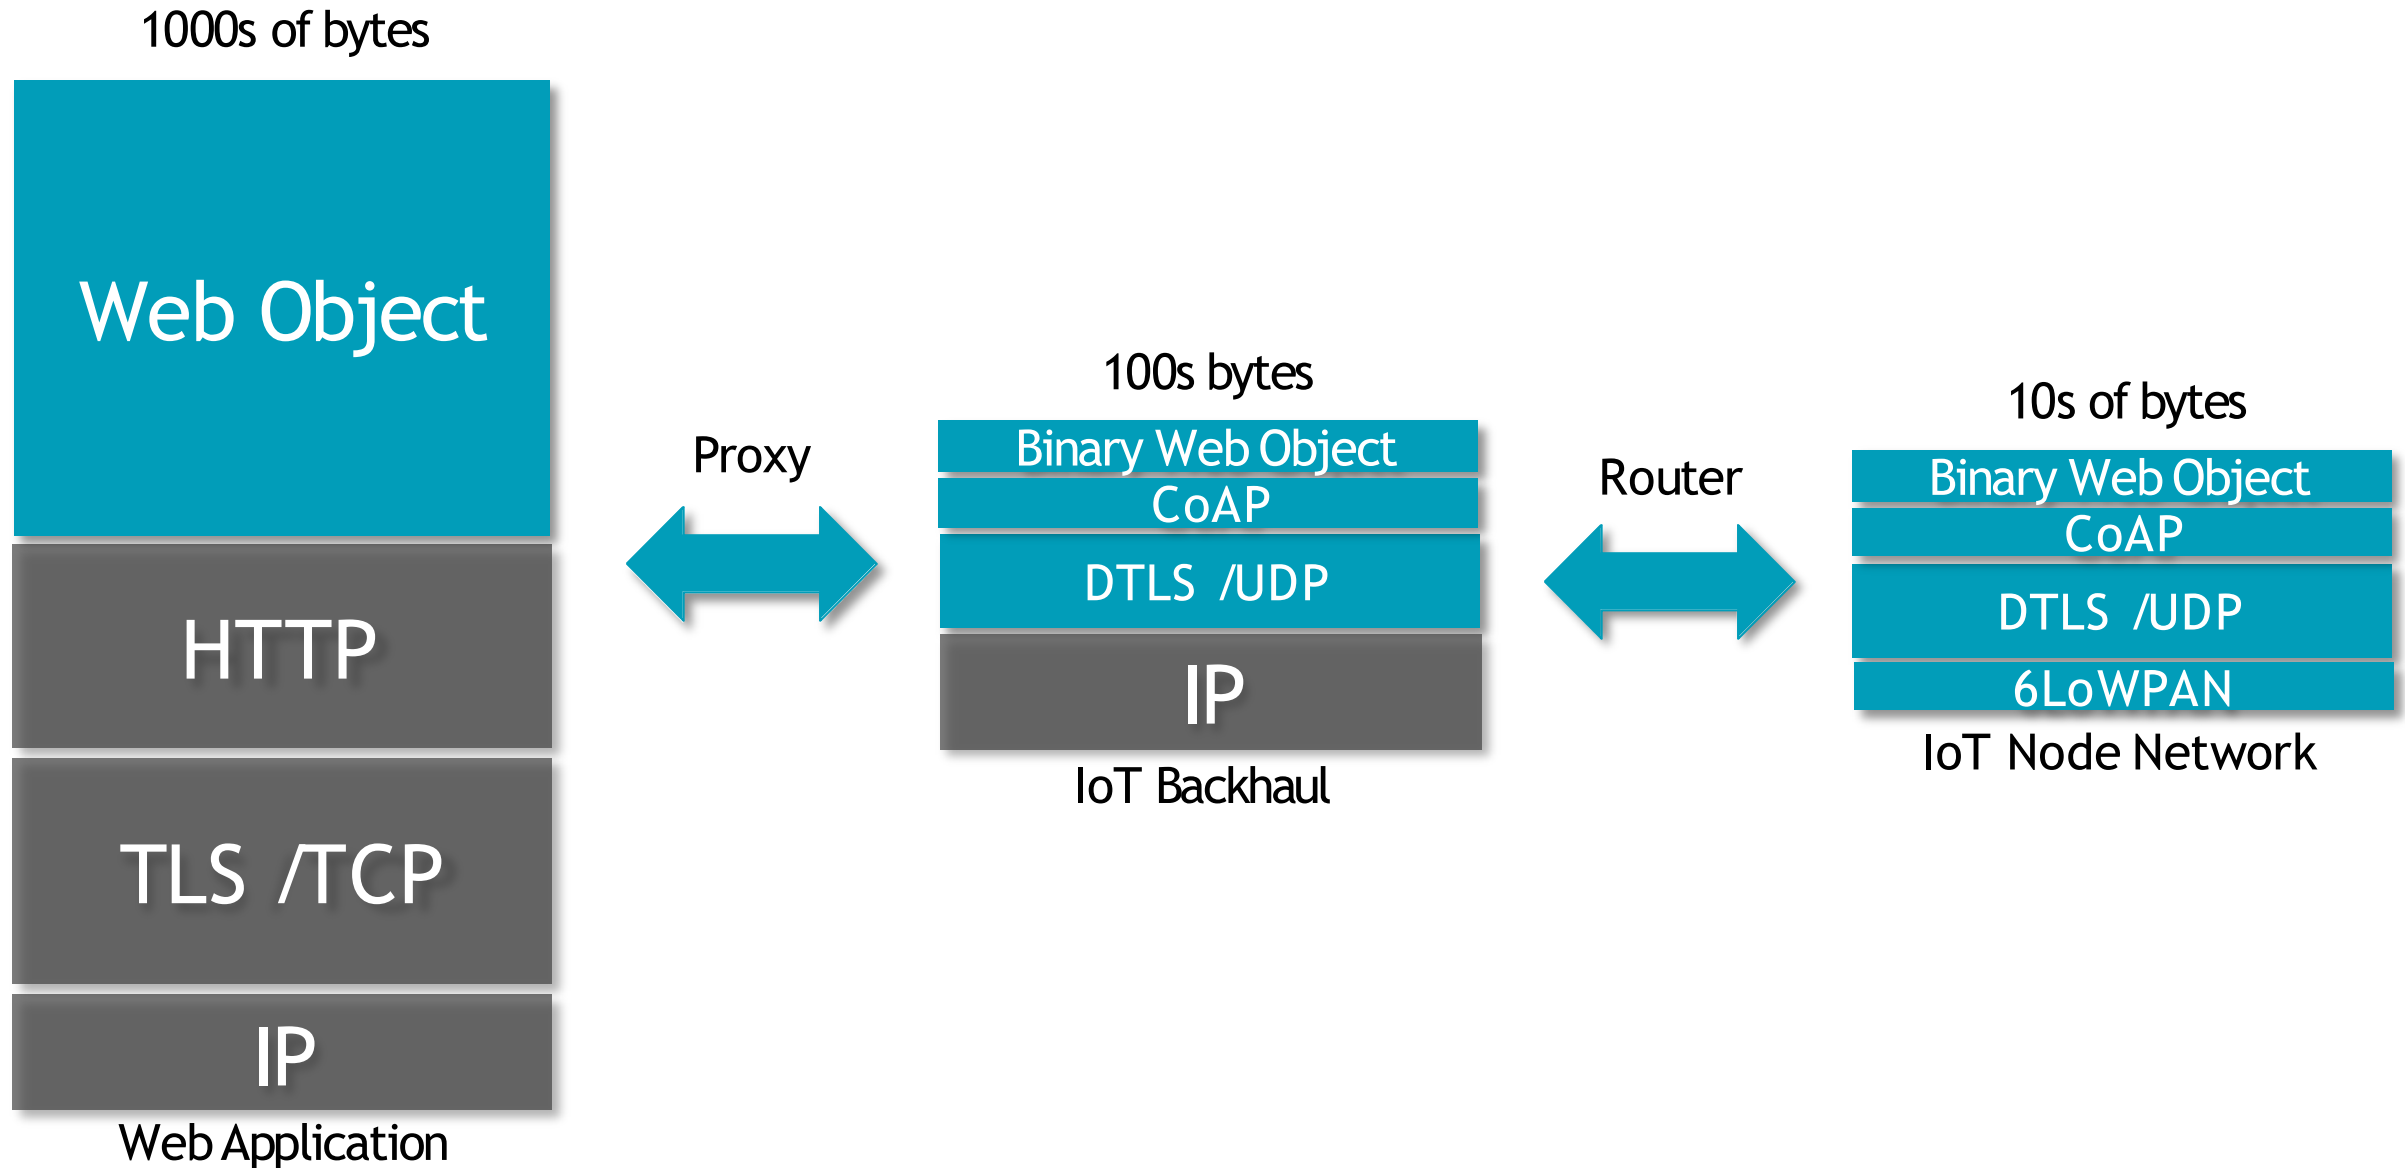 1000s of bytes
Web Object
HTTP
TLS /TCP
IP
Web Application
Proxy
100s bytes
Binary Web Object
CoAP
DTLS /UDP
IP
IoT Backhaul
Router
10s of bytes
Binary Web Object
CoAP
DTLS /UDP
6LoWPAN
IoT Node Network